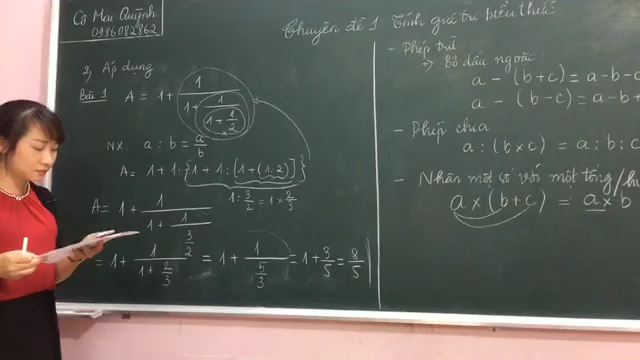 Cô Mai Quỳnh
0986082862
Chuyên đề 1 Tính giá trị biểu thức
2, Áp dụng
Bài 1 A = 1 + 1/(1 + 1/(1 + 1/2))
NX: a : b = a/b
A = 1 + 1 : {1 + 1 : [1 + (1:2)]}
1 : 3/2 = 1 × 2/3
A = 1 + 1/(1 + 1/(3/2))
= 1 + 1/(1 + 2/3) = 1 + 1/(5/3) = 1 + 3/5 = 8/5
- Phép trừ
Bỏ dấu ngoặc:
a - (b + c) = a - b - c
a - (b - c) = a - b +
- Phép chia
a : (b × c) = a : b : c
- Nhân một số với một tổng/
a × (b + c) = a × b